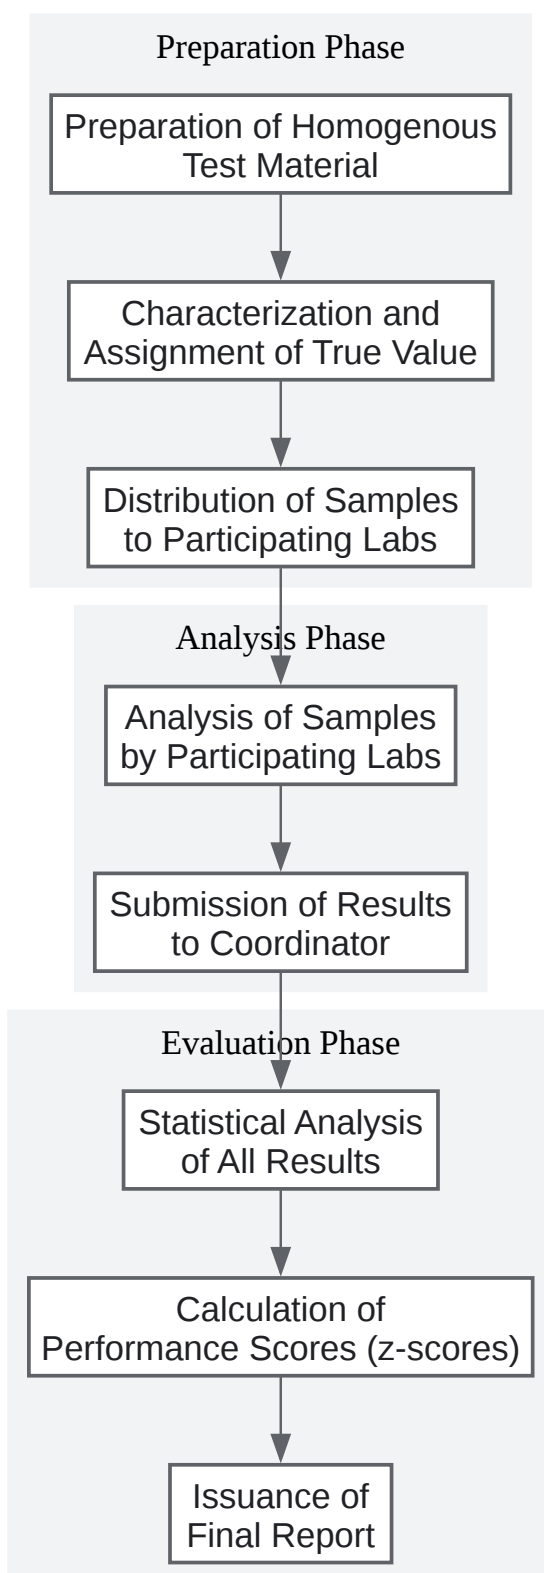 Preparation Phase
Preparation of Homogenous
Test Material
Characterization and
Assignment of True Value
Distribution of Samples
to Participating Labs
Analysis Phase
Analysis of Samples
by Participating Labs
Submission of Results
to Coordinator
Evaluation Phase
Statistical Analysis
of All Results
Calculation of
Performance Scores (z-scores)
Issuance of
Final Report